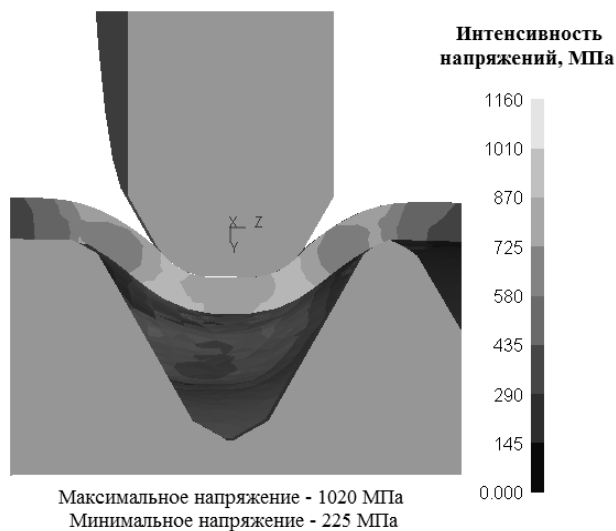 Интенсивность
напряжений, МПа
1160
1010
870
725
580
435
290
145
0.000
X Z
Y
Максимальное напряжение - 1020 МПа
Минимальное напряжение - 225 МПа